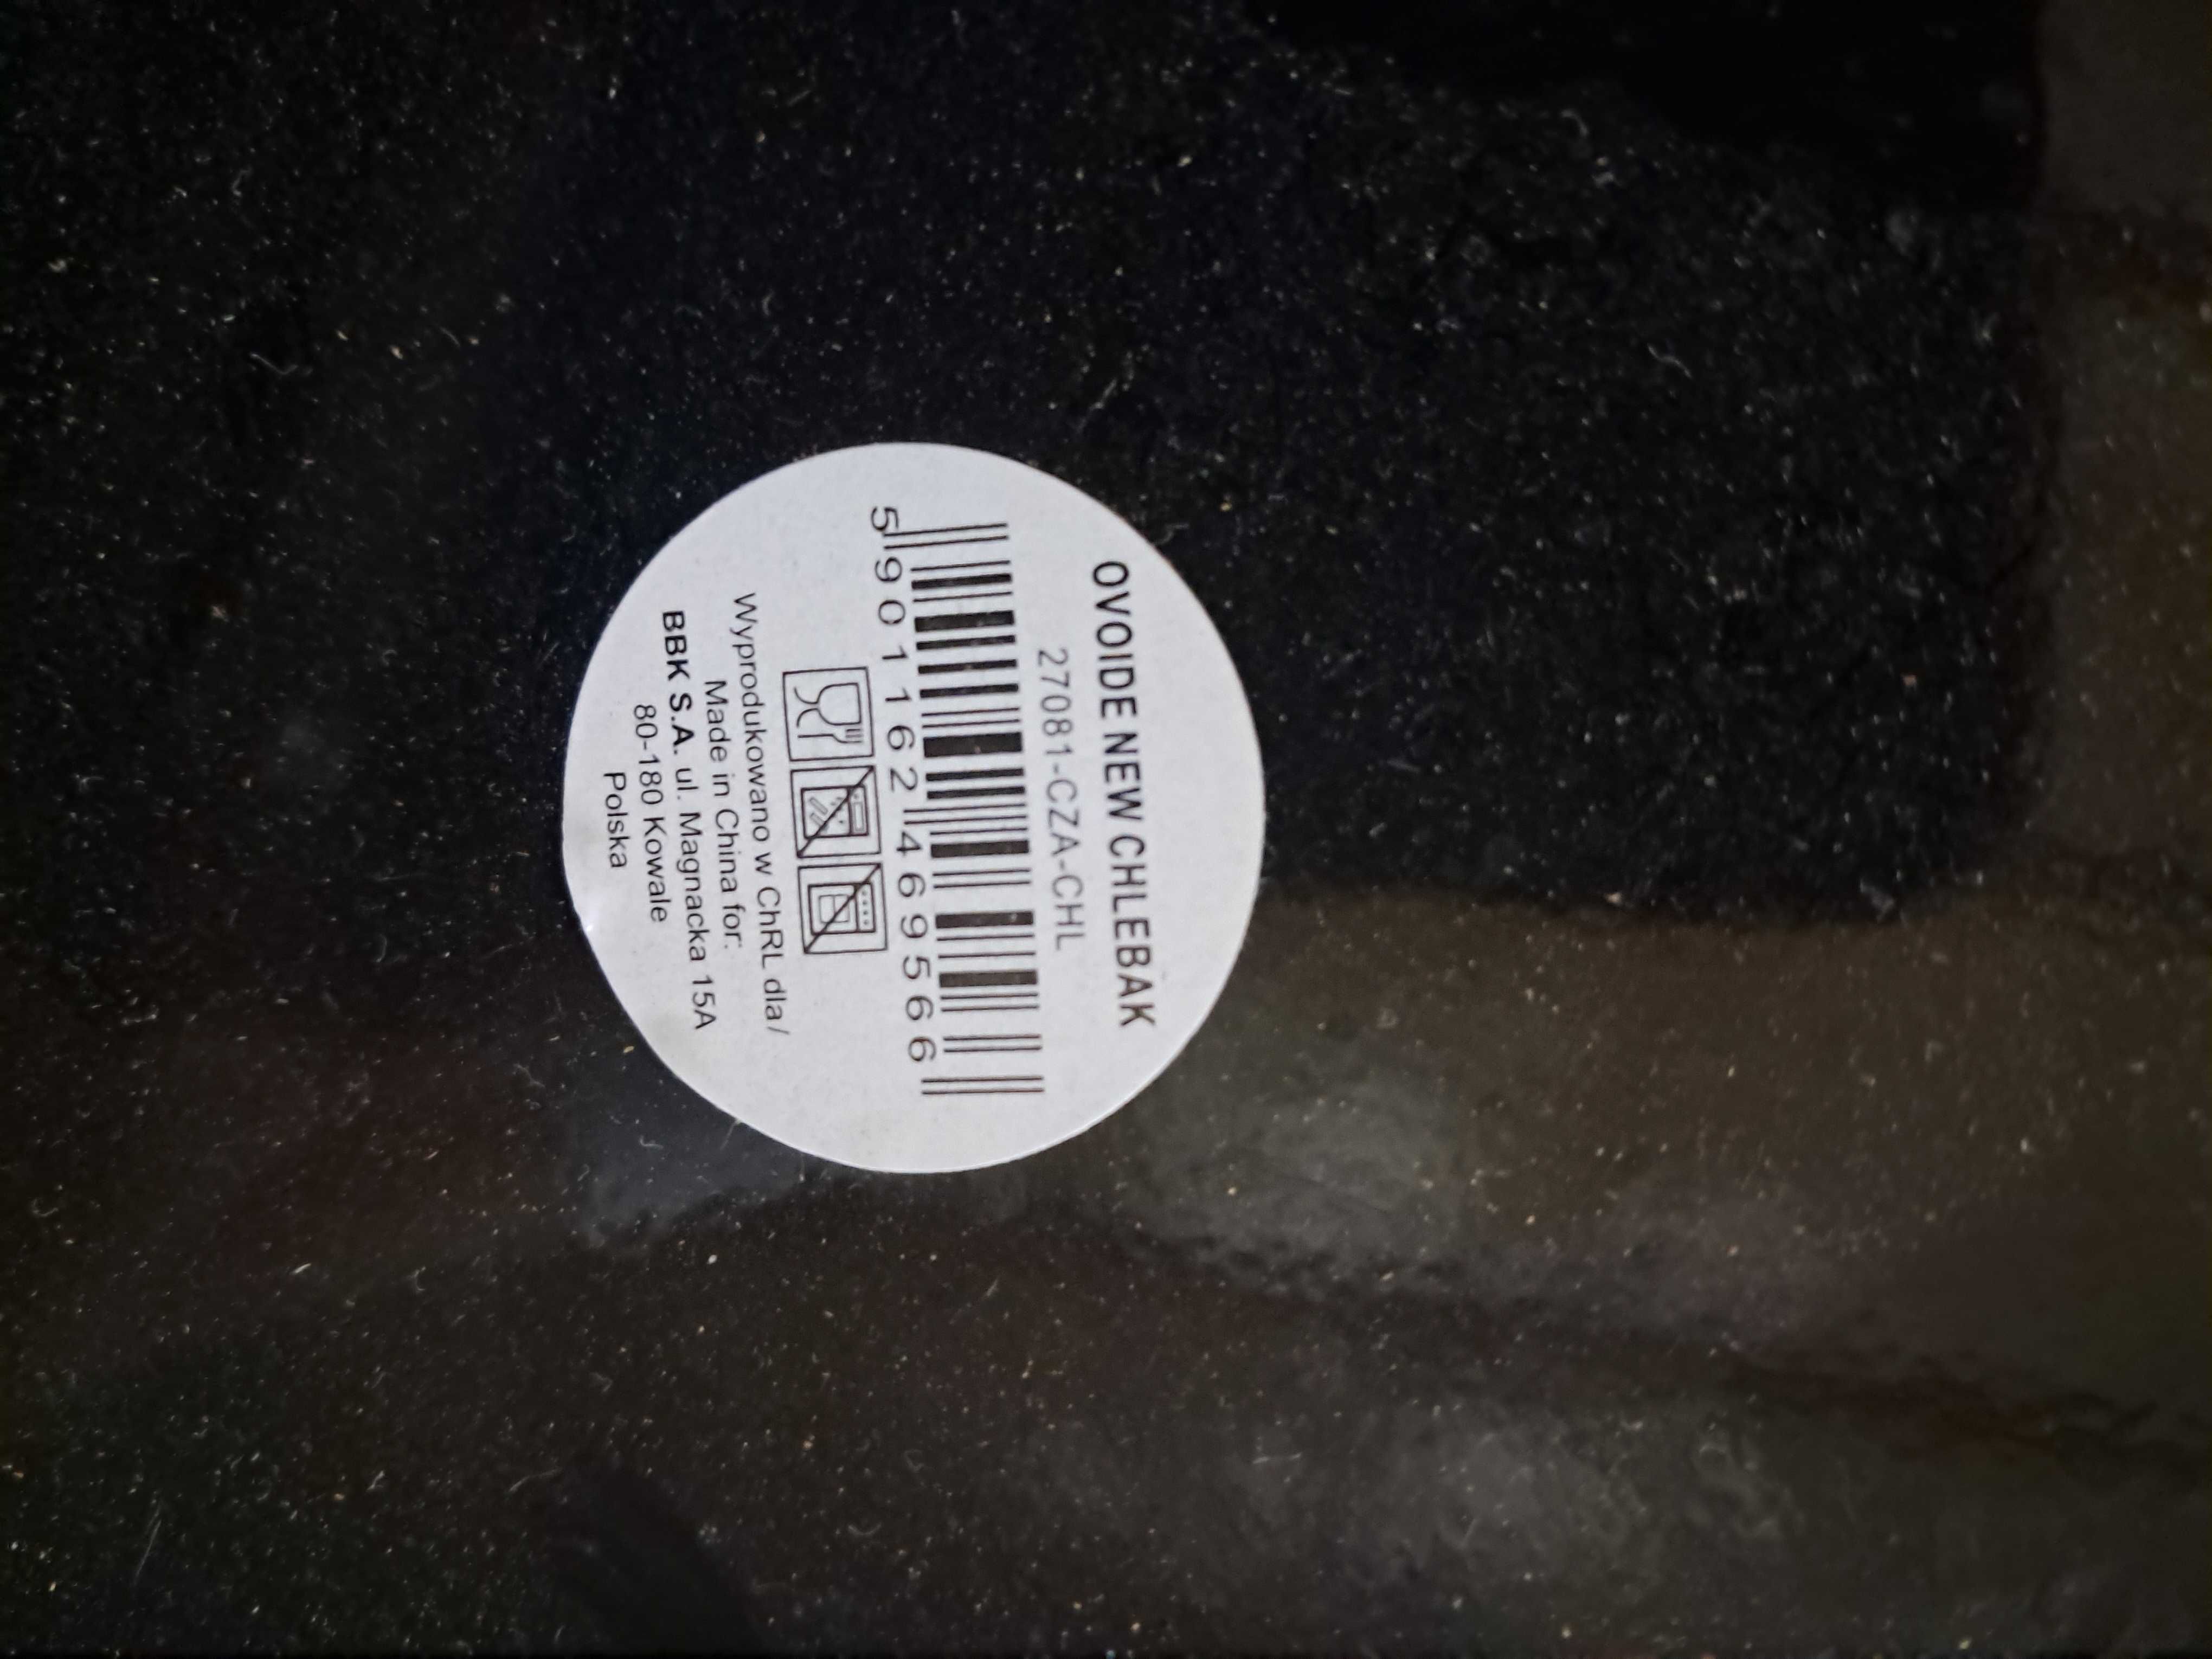 OVOIDE NEW CHLEBAK
27081-CZA-CHL
5 901162 469566
Wyprodukowano w ChRL dla/
Made in China for:
BBK S.A. ul. Magnacka 15A
80-180 Kowale
Polska